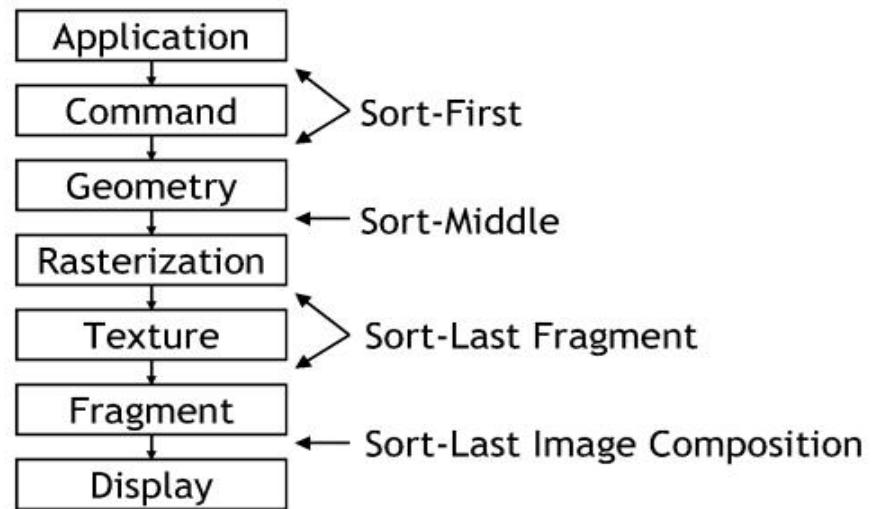 Application
Command
Sort-First
Geometry
Sort-Middle
Rasterization
Texture
Sort-Last Fragment
Fragment
Sort-Last Image Composition
Display